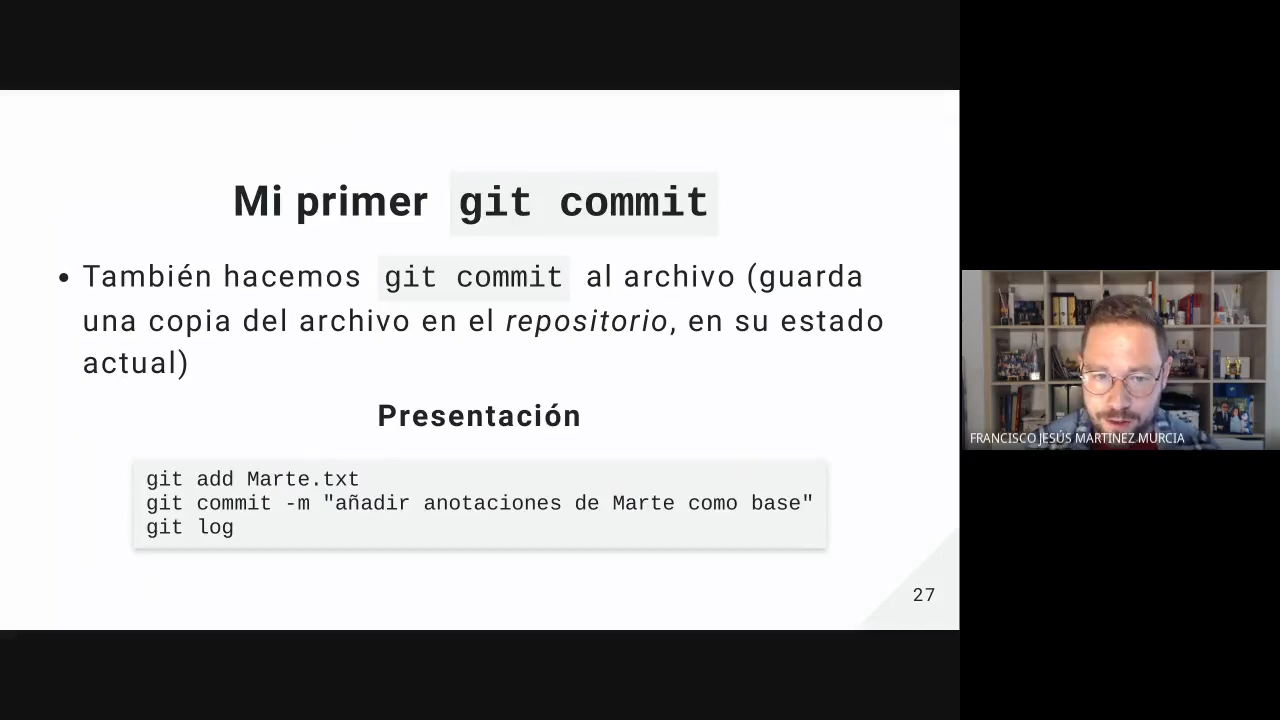 Mi primer git commit
• También hacemos git commit al archivo (guarda
una copia del archivo en el repositorio, en su estado
actual)
Presentación
git add Marte.txt
git commit -m "añadir anotaciones de Marte como base"
git log
27
FRANCISCO JESÚS MARTINEZ MURCIA